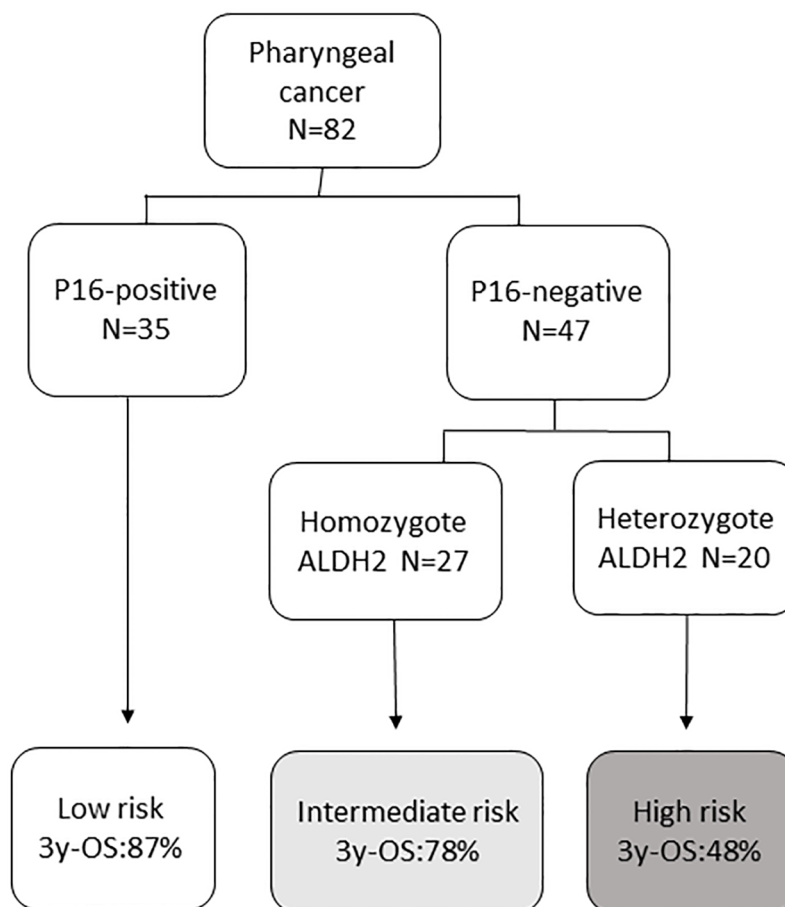 Pharyngeal
cancer
N=82
P16-positive
N=35
P16-negative
N=47
Homozygote
ALDH2 N=27
Heterozygote
ALDH2 N=20
Low risk
3y-OS:87%
Intermediate risk
3y-OS:78%
High risk
3y-OS:48%